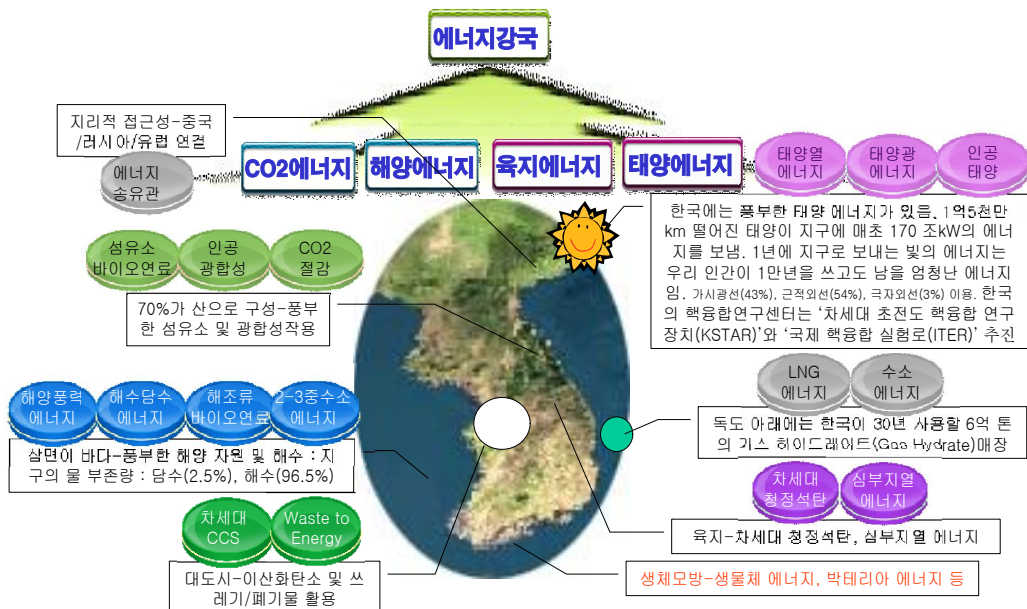 에너지강국
지리적 접근성-중국
/러시아/유럽 연결
에너지
송유관
CO2에너지
해양에너지
육지에너지
태양에너지
태양열
에너지
태양광
에너지
인공
태양
한국에는 풍부한 태양 에너지가 있음. 1억5천만
km 떨어진 태양이 지구에 매초 170 조kW의 에너
지를 보냄. 1년에 지구로 보내는 빛의 에너지는
우리 인간이 1만년을 쓰고도 남을 엄청난 에너지
임. 가시광선(43%), 근적외선(54%), 극자외선(3%) 이용. 한국
의 핵융합연구센터는 ‘차세대 초전도 핵융합 연구
장치(KSTAR)’와 ‘국제 핵융합 실험로(ITER)’ 추진
섬유소
바이오연료
인공
광합성
CO2
절감
70%가 산으로 구성-풍부
한 섬유소 및 광합성작용
LNG
에너지
수소
에너지
독도 아래에는 한국이 30년 사용할 6억 톤
의 가스 하이드레이트(Gas Hydrate)매장
해양풍력
에너지
해수담수
에너지
해조류
바이오연료
2-3중수소
에너지
삼면이 바다-풍부한 해양 자원 및 해수 : 지
구의 물 부존량 : 담수(2.5%), 해수(96.5%)
차세대
청정석탄
심부지열
에너지
육지-차세대 청정석탄, 심부지열 에너지
차세대
CCS
Waste to
Energy
대도시-이산화탄소 및 쓰
레기/폐기물 활용
생체모방-생물체 에너지, 박테리아 에너지 등